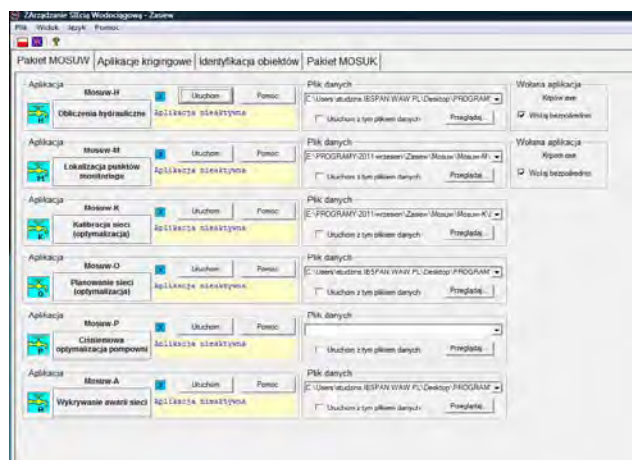 ZArządzanie SIEcią Wodociągową - Zasiew
Plik Widok Język Pomoc
Pakiet MOSUW Aplikacje krigingowe Identyfikacja obiektów Pakiet MOSUK
Aplikacja Plik danych Wołana aplikacja
Mosuw-H Uruchom Pomoc Kripow.exe
Obliczenia hydrauliczne Aplikacja nieaktywna Uruchom z tym plikiem danych Przeglądaj... Wołaj bezpośrednio
Aplikacja Plik danych Wołana aplikacja
Mosuw-M Uruchom Pomoc Kripow.exe
Lokalizacja punktów Aplikacja nieaktywna Uruchom z tym plikiem danych Przeglądaj... Wołaj bezpośrednio
monitoringu
Aplikacja Plik danych
Mosuw-K Uruchom Pomoc
Kalibracja sieci Aplikacja nieaktywna Uruchom z tym plikiem danych Przeglądaj...
(optymalizacja)
Aplikacja Plik danych
Mosuw-O Uruchom Pomoc
Planowanie sieci Aplikacja nieaktywna Uruchom z tym plikiem danych Przeglądaj...
(optymalizacja)
Aplikacja Plik danych
Mosuw-P Uruchom Pomoc
Ciśnieniowa Aplikacja nieaktywna Uruchom z tym plikiem danych Przeglądaj...
optymalizacja pompowni
Aplikacja Plik danych
Mosuw-A Uruchom Pomoc
Wykrywanie awarii sieci Aplikacja nieaktywna Uruchom z tym plikiem danych Przeglądaj...